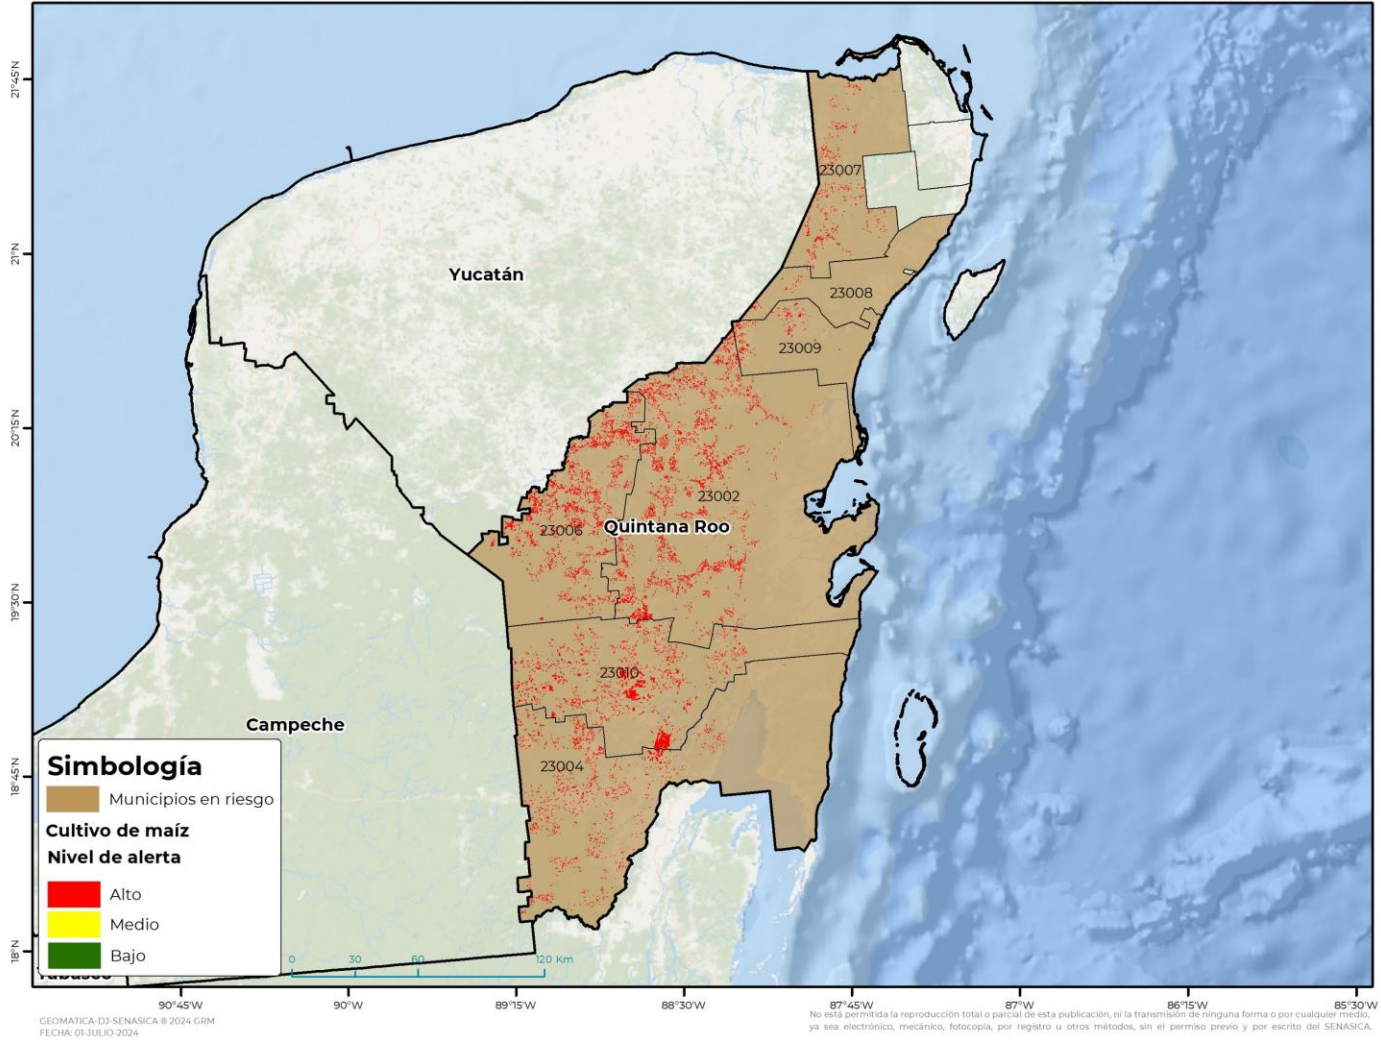 21°45'N
21°N
20°15'N
19°30'N
18°45'N
18°N
23007
Yucatán
23008
23009
23002
Quintana Roo
23006
23010
Campeche
23004
Simbología
Municipios en riesgo
Cultivo de maíz
Nivel de alerta
Alto
Medio
Bajo
0 30 60 120 Km
90°45'W 90°W 89°15'W 88°30'W 87°45'W 87°W 86°15'W 85°30'W
GEOMATICA-DJ-SENASICA ® 2024 GRM
FECHA: 01-JULIO-2024
No está permitida la reproducción total o parcial de esta publicación, ni la transmisión de ninguna forma o por cualquier medio,
ya sea electrónico, mecánico, fotocopia, por registro u otros métodos, sin el permiso previo y por escrito del SENASICA.